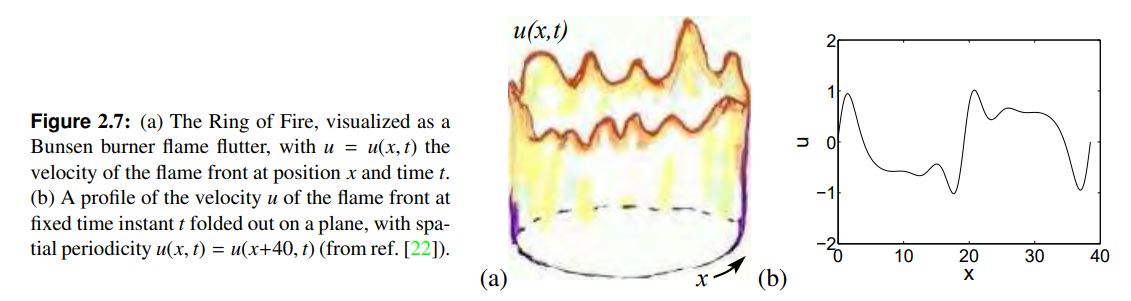 Figure 2.7: (a) The Ring of Fire, visualized as a
Bunsen burner flame flutter, with u = u(x, t) the
velocity of the flame front at position x and time t.
(b) A profile of the velocity u of the flame front at
fixed time instant t folded out on a plane, with spa-
tial periodicity u(x, t) = u(x+40, t) (from ref. [22]).
u(x,t)
x
(a)
(b)
2
1
0
−1
−2
u
0 10 20 30 40
x